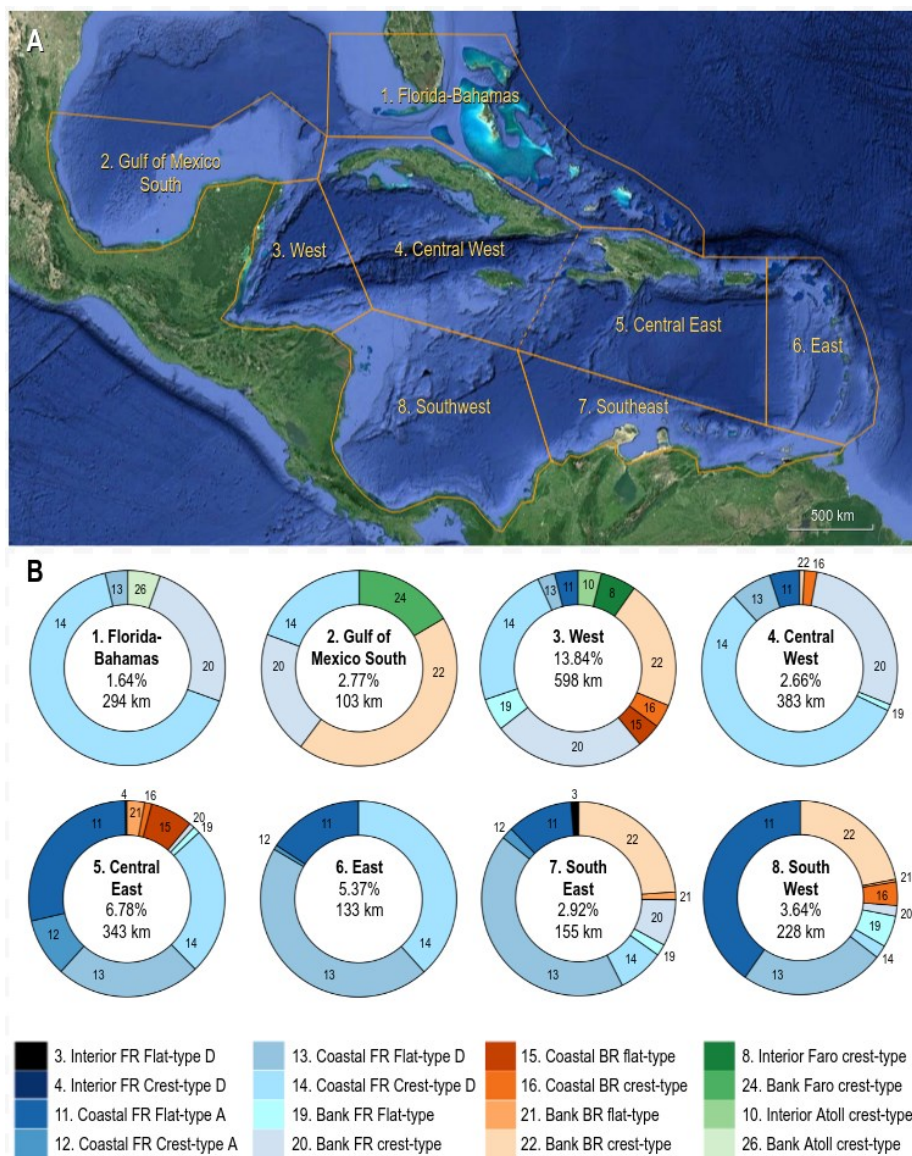 A
1. Florida-Bahamas
2. Gulf of Mexico
South
3. West
4. Central West
5. Central East
6. East
7. Southeast
8. Southwest
500 km
B
13
26
14
20
1. Florida-
Bahamas
1.64%
294 km
24
14
20
22
2. Gulf of
Mexico South
2.77%
103 km
13
11
10
8
14
22
19
16
15
20
3. West
13.84%
598 km
22
16
13
11
14
20
19
4. Central
West
2.66%
383 km
4
16
21
11
15
20
19
12
14
13
5. Central
East
6.78%
343 km
12
11
14
13
6. East
5.37%
133 km
3
12
11
22
21
20
19
14
13
7. South
East
2.92%
155 km
11
22
21
16
20
19
14
13
8. South
West
3.64%
228 km
3. Interior FR Flat-type D
4. Interior FR Crest-type D
11. Coastal FR Flat-type A
12. Coastal FR Crest-type A
13. Coastal FR Flat-type D
14. Coastal FR Crest-type D
19. Bank FR Flat-type
20. Bank FR crest-type
15. Coastal BR flat-type
16. Coastal BR crest-type
21. Bank BR flat-type
22. Bank BR crest-type
8. Interior Faro crest-type
24. Bank Faro crest-type
10. Interior Atoll crest-type
26. Bank Atoll crest-type